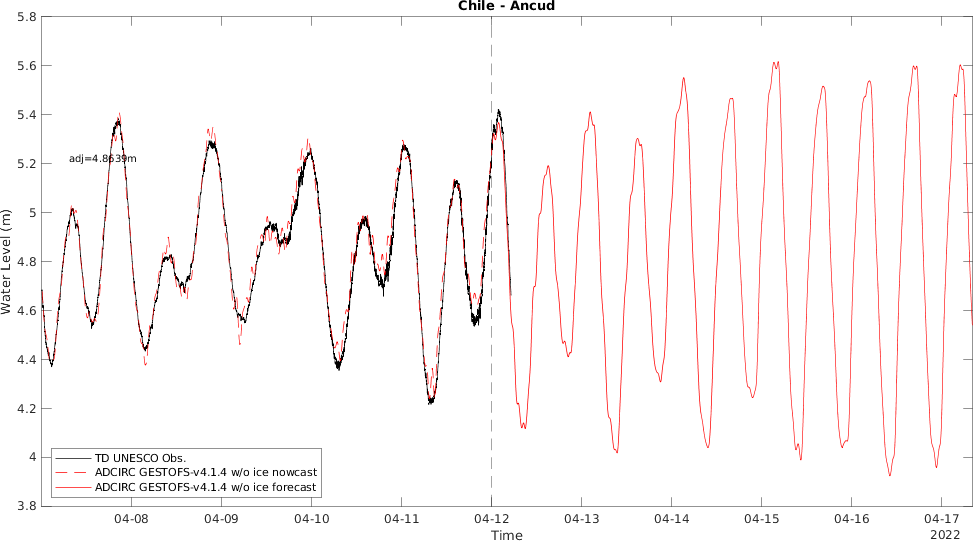 Chile - Ancud
5.8
5.6
5.4
5.2
5
4.8
4.6
4.4
4.2
4
3.8
Water Level (m)
adj=4.8639m
TD UNESCO Obs.
ADCIRC GESTOFS-v4.1.4 w/o ice nowcast
ADCIRC GESTOFS-v4.1.4 w/o ice forecast
04-08 04-09 04-10 04-11 04-12 04-13 04-14 04-15 04-16 04-17
Time
2022